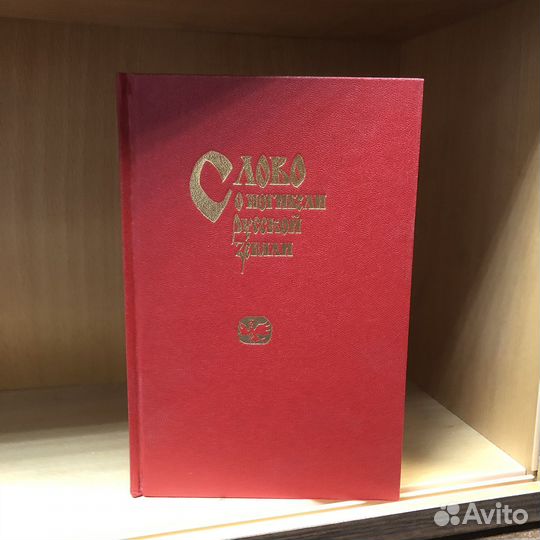 Слово
о погибели
русской
земли
Avito